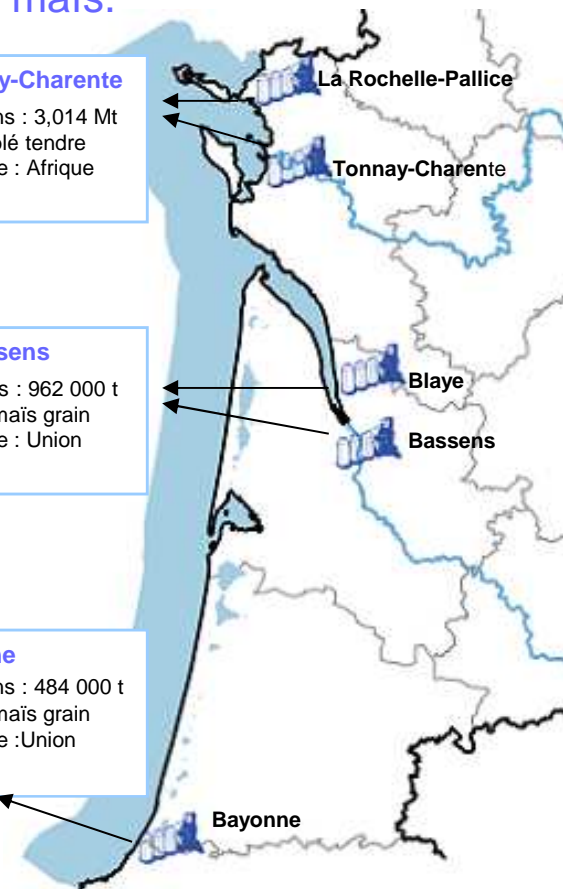 maïs.
y-Charente
ns : 3,014 Mt
blé tendre
e : Afrique
La Rochelle-Pallice
Tonnay-Charente
sens
s : 962 000 t
maïs grain
e : Union
Blaye
Bassens
ne
ns : 484 000 t
maïs grain
e :Union
Bayonne